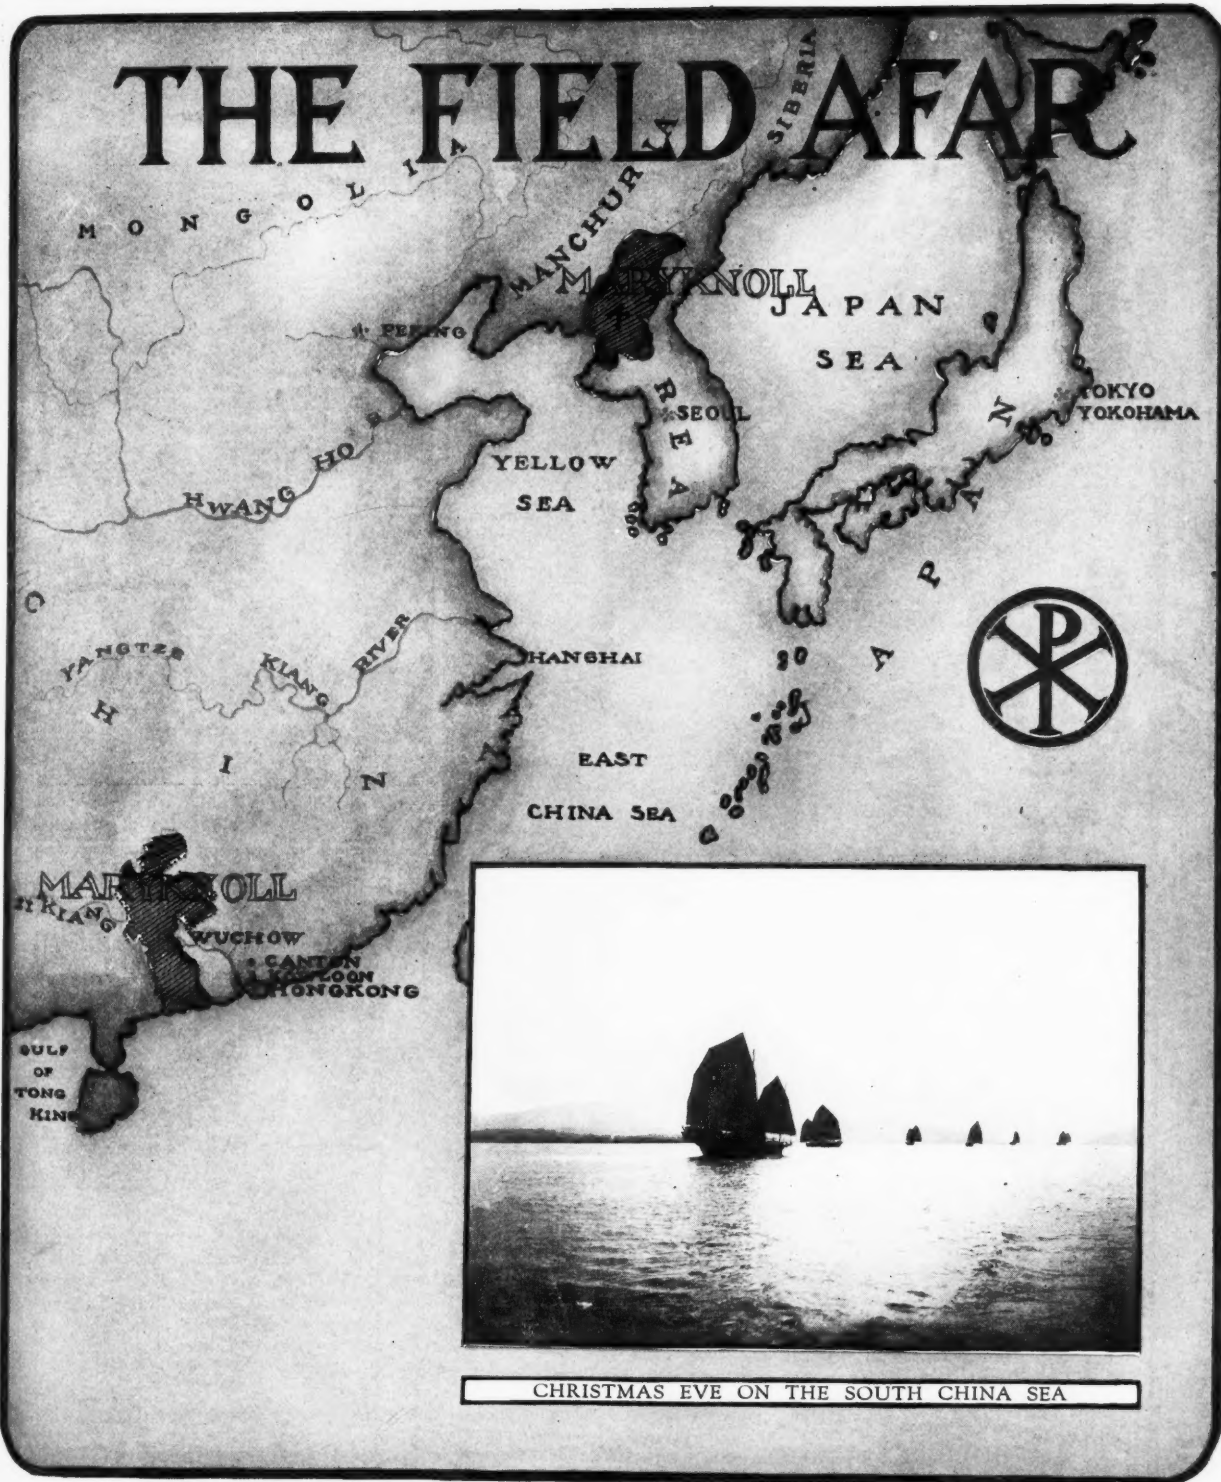 THE FIELD AFAR
SIBERIA
MONGOLIA
MANCHURIA
MARYKNOLL
JAPAN
SEA
PEKING
TOKYO
YOKOHAMA
SEOUL
REA
HWANG HO
YELLOW
SEA
JAPAN
YANGTZE KIANG RIVER
SHANGHAI
CHINA
EAST
CHINA SEA
MARYKNOLL
SI KIANG
WUCHOW
CANTON
KOWLOON
HONGKONG
GULF
OF
TONG
KING
CHRISTMAS EVE ON THE SOUTH CHINA SEA